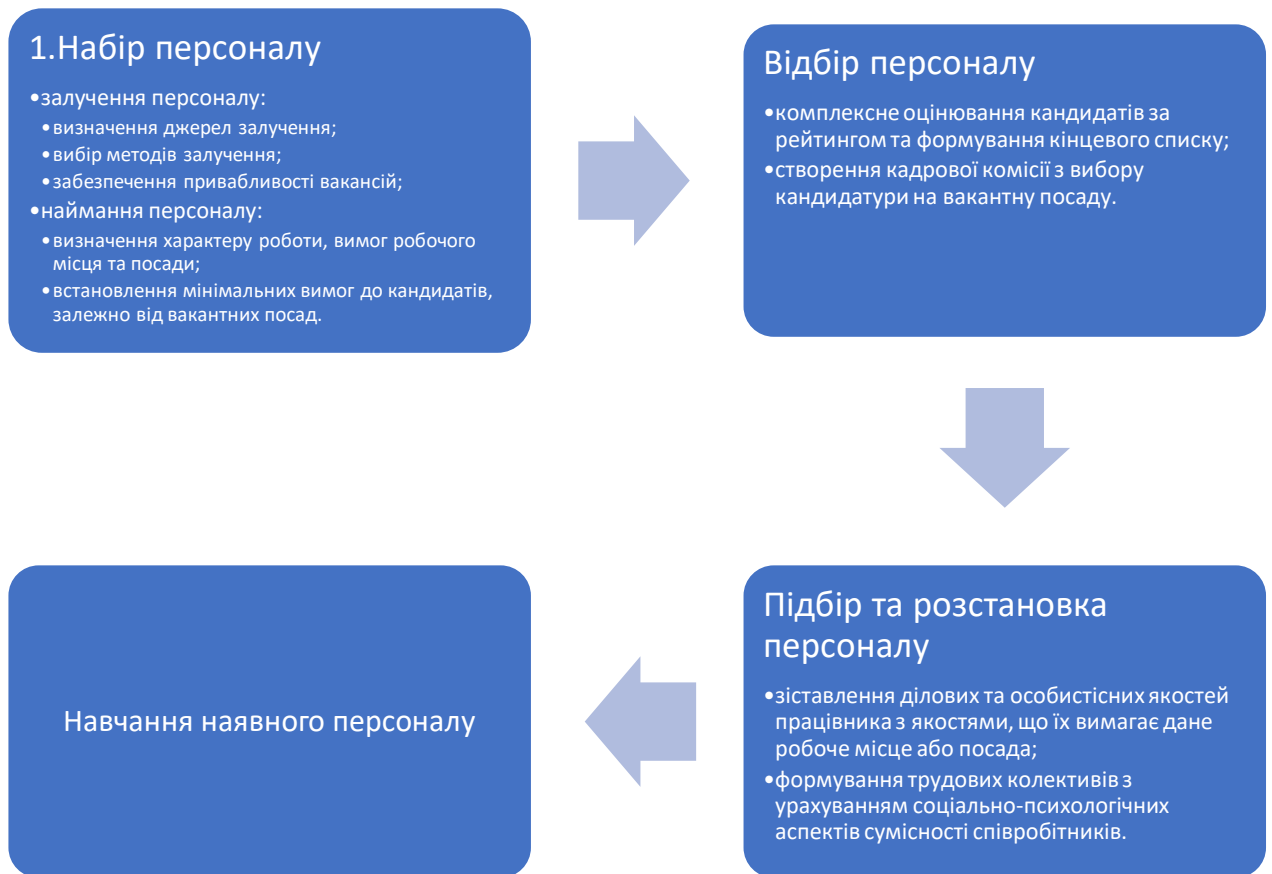 1.Набір персоналу
•залучення персоналу:
•визначення джерел залучення;
•вибір методів залучення;
•забезпечення привабливості вакансій;
•наймання персоналу:
•визначення характеру роботи, вимог робочого
місця та посади;
•встановлення мінімальних вимог до кандидатів,
залежно від вакантних посад.
Відбір персоналу
•комплексне оцінювання кандидатів за
рейтингом та формування кінцевого списку;
•створення кадрової комісії з вибору
кандидатури на вакантну посаду.
Підбір та розстановка
персоналу
•зіставлення ділових та особистісних якостей
працівника з якостями, що їх вимагає дане
робоче місце або посада;
•формування трудових колективів з
урахуванням соціально-психологічних
аспектів сумісності співробітників.
Навчання наявного персоналу